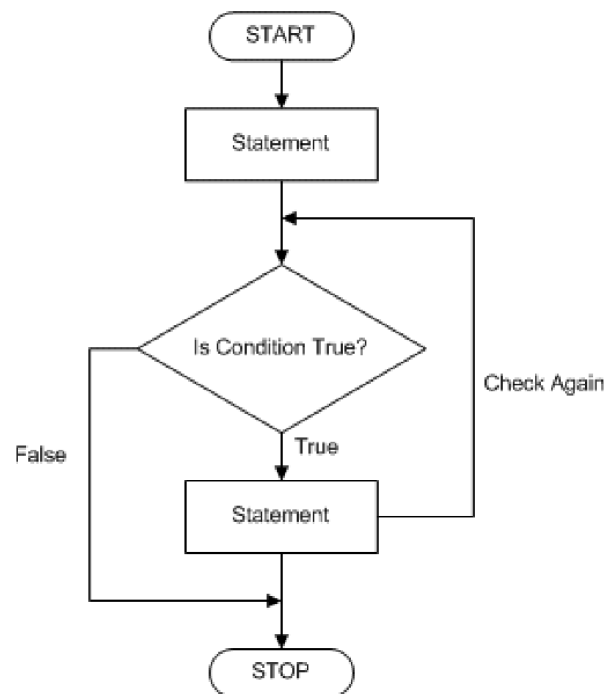 START
Statement
Is Condition True?
Check Again
True
False
Statement
STOP